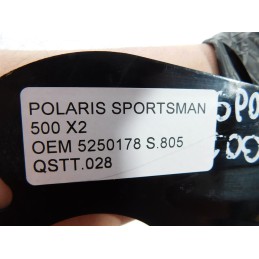 POLARIS SPORTSMAN
500 X2
OEM 5250178 S.805
QSTT.028